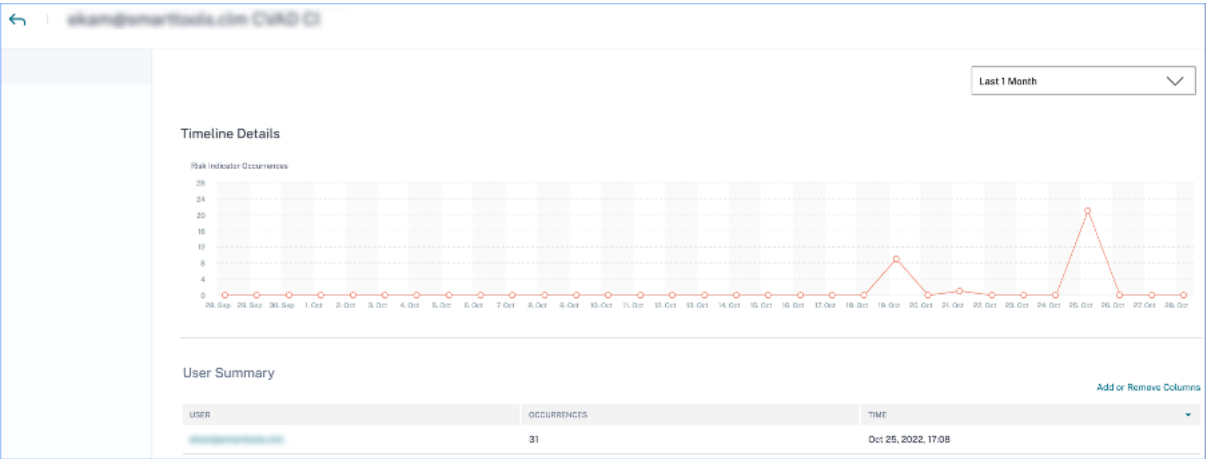 Last 1 Month
Timeline Details
Risk Indicator Occurrences
28
24
20
16
12
8
4
0
28. Sep 29. Sep 30. Sep 1. Oct 2. Oct 3. Oct 4. Oct 5. Oct 6. Oct 7. Oct 8. Oct 9. Oct 10. Oct 11. Oct 12. Oct 13. Oct 14. Oct 15. Oct 16. Oct 17. Oct 18. Oct 19. Oct 20. Oct 21. Oct 22. Oct 23. Oct 24. Oct 25. Oct 26. Oct 27. Oct 28. Oct
User Summary
Add or Remove Columns
USER OCCURRENCES TIME
31 Oct 25, 2022, 17:08